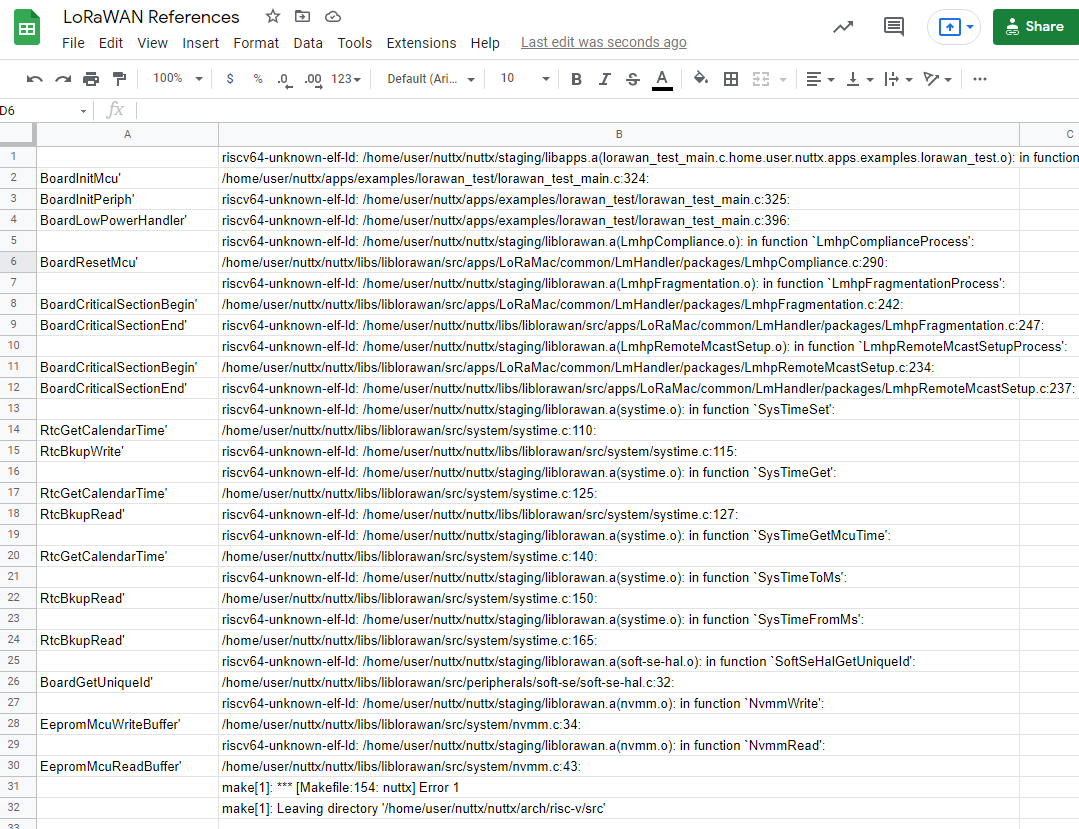 LoRaWAN References
File Edit View Insert Format Data Tools Extensions Help Last edit was seconds ago
Share
100% $ % .0 .00 123 Default (Ari... 10 B I S A
D6 fx
A B C
1 riscv64-unknown-elf-ld: /home/user/nuttx/nuttx/staging/libapps.a(lorawan_test_main.c.home.user.nuttx.apps.examples.lorawan_test.o): in function
2 BoardInitMcu' /home/user/nuttx/apps/examples/lorawan_test/lorawan_test_main.c:324:
3 BoardInitPeriph' riscv64-unknown-elf-ld: /home/user/nuttx/apps/examples/lorawan_test/lorawan_test_main.c:325:
4 BoardLowPowerHandler' riscv64-unknown-elf-ld: /home/user/nuttx/apps/examples/lorawan_test/lorawan_test_main.c:396:
5 riscv64-unknown-elf-ld: /home/user/nuttx/nuttx/staging/liblorawan.a(LmhpCompliance.o): in function `LmhpComplianceProcess':
6 BoardResetMcu' /home/user/nuttx/nuttx/libs/liblorawan/src/apps/LoRaMac/common/LmHandler/packages/LmhpCompliance.c:290:
7 riscv64-unknown-elf-ld: /home/user/nuttx/nuttx/staging/liblorawan.a(LmhpFragmentation.o): in function `LmhpFragmentationProcess':
8 BoardCriticalSectionBegin' /home/user/nuttx/nuttx/libs/liblorawan/src/apps/LoRaMac/common/LmHandler/packages/LmhpFragmentation.c:242:
9 BoardCriticalSectionEnd' riscv64-unknown-elf-ld: /home/user/nuttx/nuttx/libs/liblorawan/src/apps/LoRaMac/common/LmHandler/packages/LmhpFragmentation.c:247:
10 riscv64-unknown-elf-ld: /home/user/nuttx/nuttx/staging/liblorawan.a(LmhpRemoteMcastSetup.o): in function `LmhpRemoteMcastSetupProcess':
11 BoardCriticalSectionBegin' /home/user/nuttx/nuttx/libs/liblorawan/src/apps/LoRaMac/common/LmHandler/packages/LmhpRemoteMcastSetup.c:234:
12 BoardCriticalSectionEnd' riscv64-unknown-elf-ld: /home/user/nuttx/nuttx/libs/liblorawan/src/apps/LoRaMac/common/LmHandler/packages/LmhpRemoteMcastSetup.c:237:
13 riscv64-unknown-elf-ld: /home/user/nuttx/nuttx/staging/liblorawan.a(systime.o): in function `SysTimeSet':
14 RtcGetCalendarTime' /home/user/nuttx/nuttx/libs/liblorawan/src/system/systime.c:110:
15 RtcBkupWrite' riscv64-unknown-elf-ld: /home/user/nuttx/nuttx/libs/liblorawan/src/system/systime.c:115:
16 riscv64-unknown-elf-ld: /home/user/nuttx/nuttx/staging/liblorawan.a(systime.o): in function `SysTimeGet':
17 RtcGetCalendarTime' /home/user/nuttx/nuttx/libs/liblorawan/src/system/systime.c:125:
18 RtcBkupRead' riscv64-unknown-elf-ld: /home/user/nuttx/nuttx/libs/liblorawan/src/system/systime.c:127:
19 riscv64-unknown-elf-ld: /home/user/nuttx/nuttx/staging/liblorawan.a(systime.o): in function `SysTimeGetMcuTime':
20 RtcGetCalendarTime' /home/user/nuttx/nuttx/libs/liblorawan/src/system/systime.c:140:
21 riscv64-unknown-elf-ld: /home/user/nuttx/nuttx/staging/liblorawan.a(systime.o): in function `SysTimeToMs':
22 RtcBkupRead' /home/user/nuttx/nuttx/libs/liblorawan/src/system/systime.c:150:
23 riscv64-unknown-elf-ld: /home/user/nuttx/nuttx/staging/liblorawan.a(systime.o): in function `SysTimeFromMs':
24 RtcBkupRead' /home/user/nuttx/nuttx/libs/liblorawan/src/system/systime.c:165:
25 riscv64-unknown-elf-ld: /home/user/nuttx/nuttx/staging/liblorawan.a(soft-se-hal.o): in function `SoftSeHalGetUniqueId':
26 BoardGetUniqueId' /home/user/nuttx/nuttx/libs/liblorawan/src/peripherals/soft-se/soft-se-hal.c:32:
27 riscv64-unknown-elf-ld: /home/user/nuttx/nuttx/staging/liblorawan.a(nvmm.o): in function `NvmmWrite':
28 EepromMcuWriteBuffer' /home/user/nuttx/nuttx/libs/liblorawan/src/system/nvmm.c:34:
29 riscv64-unknown-elf-ld: /home/user/nuttx/nuttx/staging/liblorawan.a(nvmm.o): in function `NvmmRead':
30 EepromMcuReadBuffer' /home/user/nuttx/nuttx/libs/liblorawan/src/system/nvmm.c:43:
31 make[1]: *** [Makefile:154: nuttx] Error 1
32 make[1]: Leaving directory '/home/user/nuttx/nuttx/arch/risc-v/src'
33